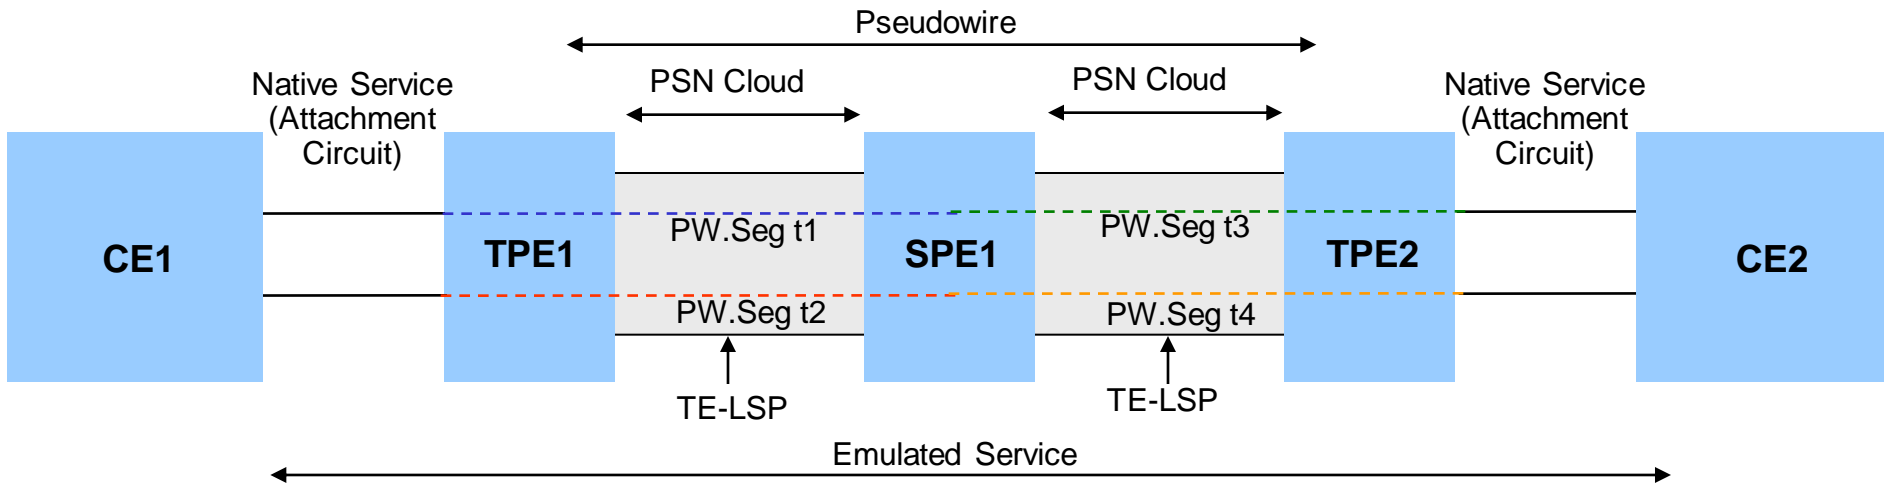 Pseudowire
PSN Cloud
PSN Cloud
Native Service
(Attachment
Circuit)
Native Service
(Attachment
Circuit)
CE1
TPE1
PW.Seg t1
SPE1
PW.Seg t3
TPE2
CE2
PW.Seg t2
PW.Seg t4
TE-LSP
TE-LSP
Emulated Service